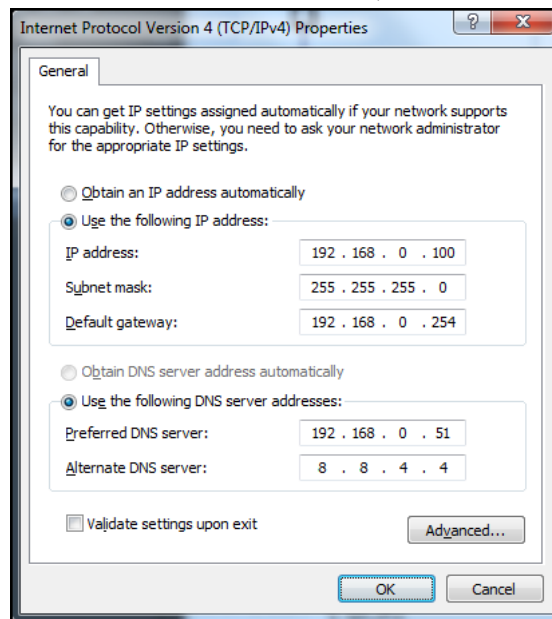 Internet Protocol Version 4 (TCP/IPv4) Properties
General
You can get IP settings assigned automatically if your network supports
this capability. Otherwise, you need to ask your network administrator
for the appropriate IP settings.
Obtain an IP address automatically
Use the following IP address:
IP address: 192 . 168 . 0 . 100
Subnet mask: 255 . 255 . 255 . 0
Default gateway: 192 . 168 . 0 . 254
Obtain DNS server address automatically
Use the following DNS server addresses:
Preferred DNS server: 192 . 168 . 0 . 51
Alternate DNS server: 8 . 8 . 4 . 4
Validate settings upon exit
Advanced...
OK Cancel